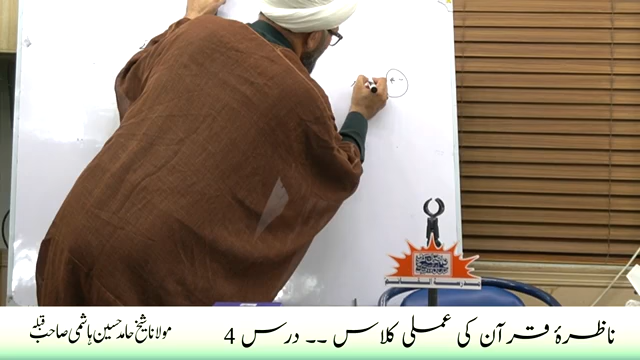 ناظرۂ قرآن کی عملی کلاس .. درس 4
مولانا شیخ حامد حسین ہاشمی صاحب قبلہ